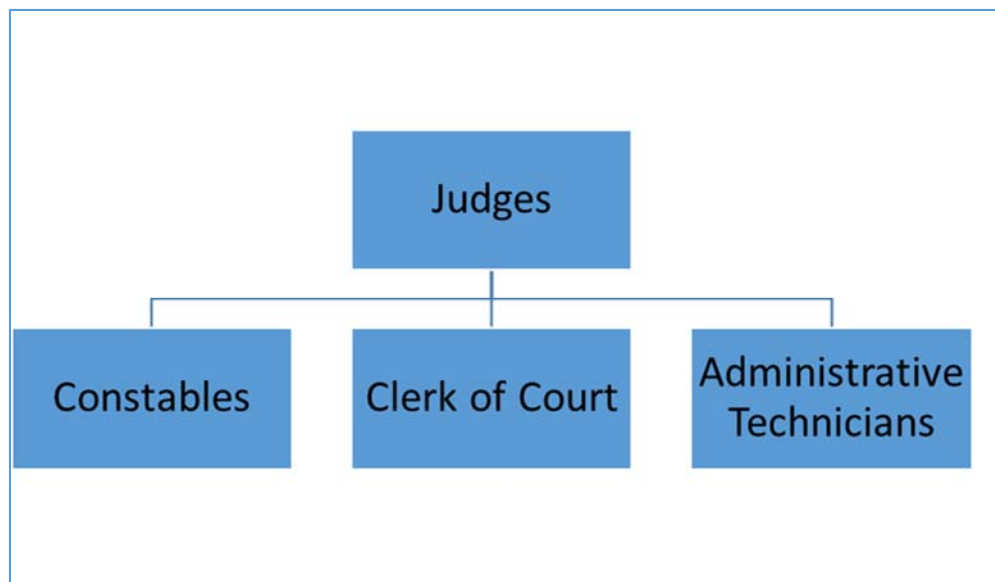 Judges
Constables
Clerk of Court
Administrative
Technicians